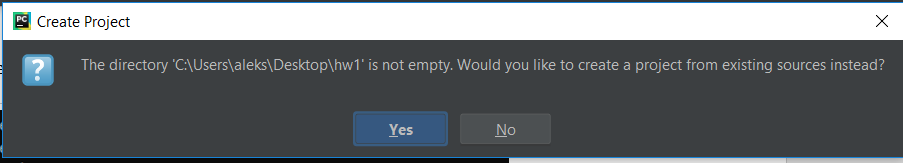 PC
Create Project
The directory 'C:\Users\aleks\Desktop\hw1' is not empty. Would you like to create a project from existing sources instead?
Yes
No